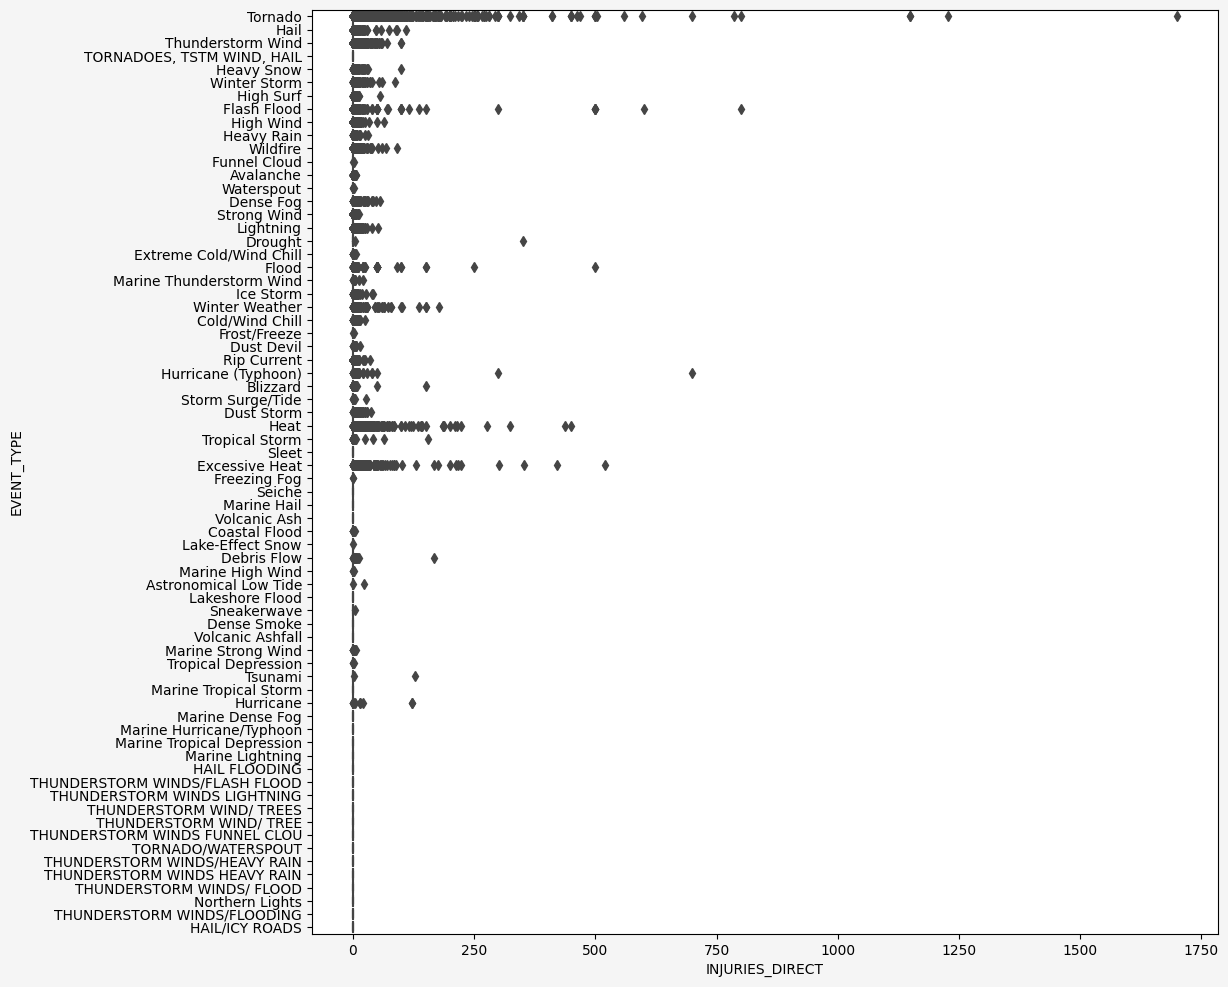 Tornado
Hail
Thunderstorm Wind
TORNADOES, TSTM WIND, HAIL
Heavy Snow
Winter Storm
High Surf
Flash Flood
High Wind
Heavy Rain
Wildfire
Funnel Cloud
Avalanche
Waterspout
Dense Fog
Strong Wind
Lightning
Drought
Extreme Cold/Wind Chill
Flood
Marine Thunderstorm Wind
Ice Storm
Winter Weather
Cold/Wind Chill
Frost/Freeze
Dust Devil
Rip Current
Hurricane (Typhoon)
Blizzard
Storm Surge/Tide
Dust Storm
Heat
Tropical Storm
Sleet
Excessive Heat
Freezing Fog
Seiche
Marine Hail
Volcanic Ash
Coastal Flood
Lake-Effect Snow
Debris Flow
Marine High Wind
Astronomical Low Tide
Lakeshore Flood
Sneakerwave
Dense Smoke
Volcanic Ashfall
Marine Strong Wind
Tropical Depression
Tsunami
Marine Tropical Storm
Hurricane
Marine Dense Fog
Marine Hurricane/Typhoon
Marine Tropical Depression
Marine Lightning
HAIL FLOODING
THUNDERSTORM WINDS/FLASH FLOOD
THUNDERSTORM WINDS LIGHTNING
THUNDERSTORM WIND/ TREES
THUNDERSTORM WIND/ TREE
THUNDERSTORM WINDS FUNNEL CLOU
TORNADO/WATERSPOUT
THUNDERSTORM WINDS/HEAVY RAIN
THUNDERSTORM WINDS HEAVY RAIN
THUNDERSTORM WINDS/ FLOOD
Northern Lights
THUNDERSTORM WINDS/FLOODING
HAIL/ICY ROADS
EVENT_TYPE
0 250 500 750 1000 1250 1500 1750
INJURIES_DIRECT